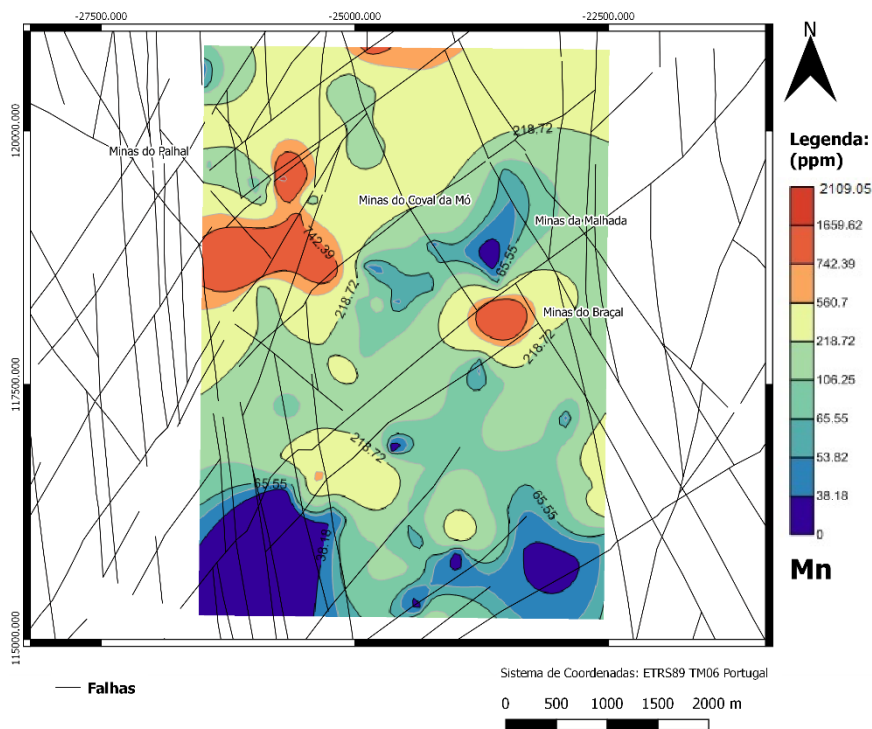 -27500.000
-25000.000
-22500.000
N
120000.000
117500.000
115000.000
218.72
Minas do Palhal
Minas do Coval da Mó
Minas da Malhada
742.39
65.55
218.72
Minas do Braçal
218.72
218.72
65.55
65.55
38.18
Legenda:
(ppm)
2109.05
1659.62
742.39
560.7
218.72
106.25
65.55
53.82
38.18
0
Mn
Falhas
Sistema de Coordenadas: ETRS89 TM06 Portugal
0 500 1000 1500 2000 m